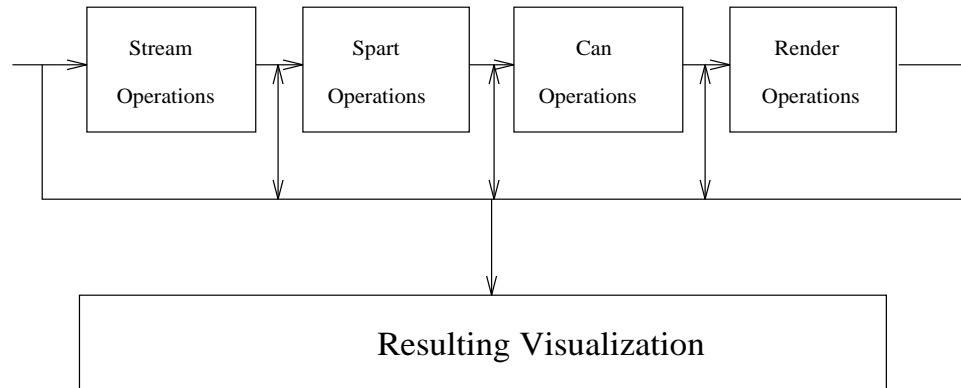 Stream
Operations
Spart
Operations
Can
Operations
Render
Operations
Resulting Visualization